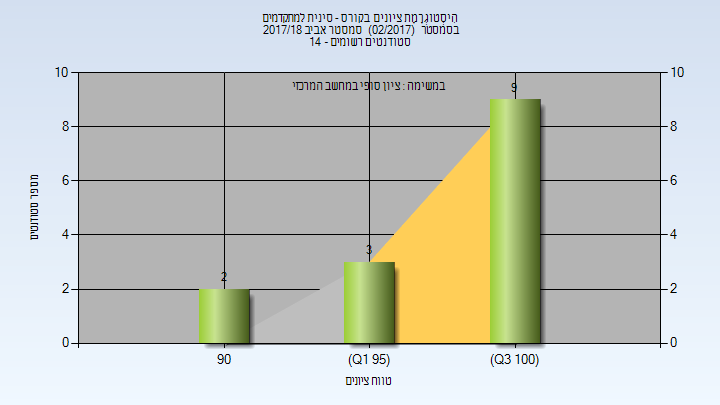 היסטוגרמת ציונים בקורס - סינית למתקדמים
בסמסטר (02/2017) סמסטר אביב 2017/18
סטודנטים רשומים - 14
במשימה : ציון סופי במחשב המרכזי
מספר סטודנטים
10
8
6
4
2
0
10
8
6
4
2
0
2
3
9
90
(Q1 95)
(Q3 100)
טווח ציונים